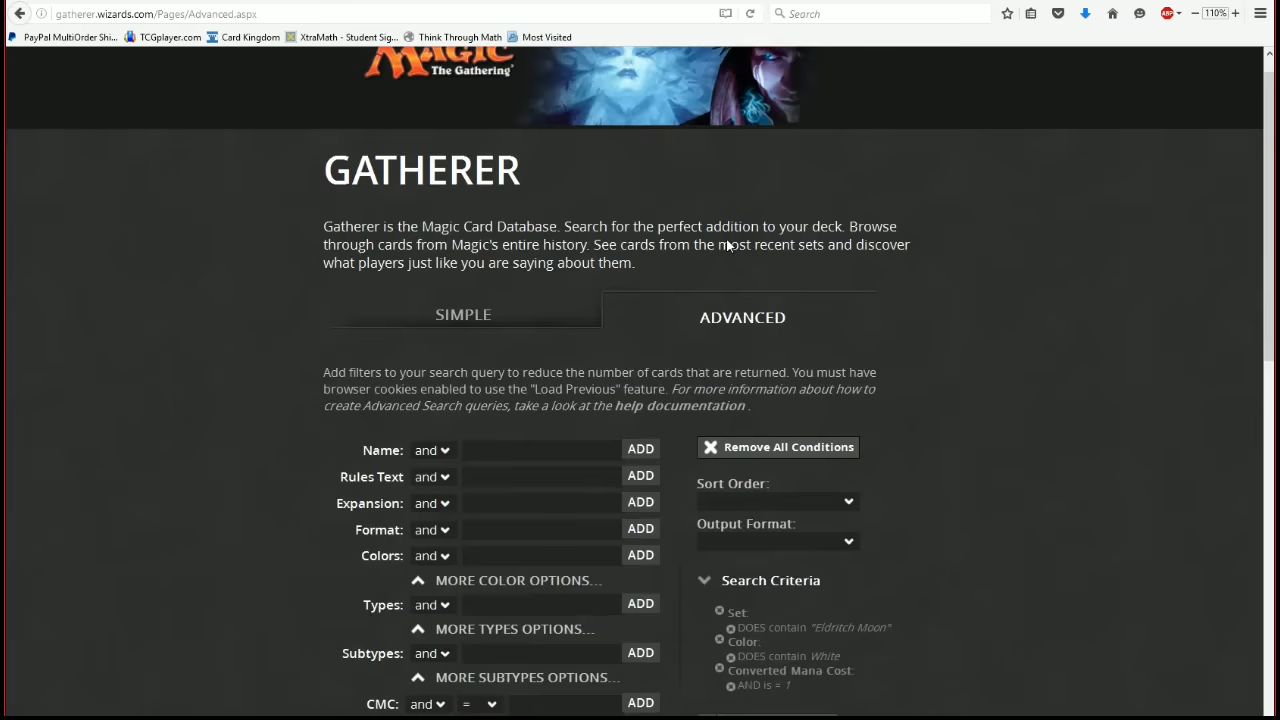 gatherer.wizards.com/Pages/Advanced.aspx
Search
ABP
110%
PayPal MultiOrder Shi...
TCGplayer.com
Card Kingdom
XtraMath - Student Sig...
Think Through Math
Most Visited
MAGIC
The Gathering®
GATHERER
Gatherer is the Magic Card Database. Search for the perfect addition to your deck. Browse
through cards from Magic's entire history. See cards from the most recent sets and discover
what players just like you are saying about them.
SIMPLE
ADVANCED
Add filters to your search query to reduce the number of cards that are returned. You must have
browser cookies enabled to use the "Load Previous" feature. For more information about how to
create Advanced Search queries, take a look at the help documentation .
Name: and ADD
Rules Text and ADD
Expansion: and ADD
Format: and ADD
Colors: and ADD
MORE COLOR OPTIONS...
Types: and ADD
MORE TYPES OPTIONS...
Subtypes: and ADD
MORE SUBTYPES OPTIONS...
CMC: and = ADD
Remove All Conditions
Sort Order:
Output Format:
Search Criteria
Set:
DOES contain "Eldritch Moon"
Color:
DOES contain White
Converted Mana Cost:
AND is = 1